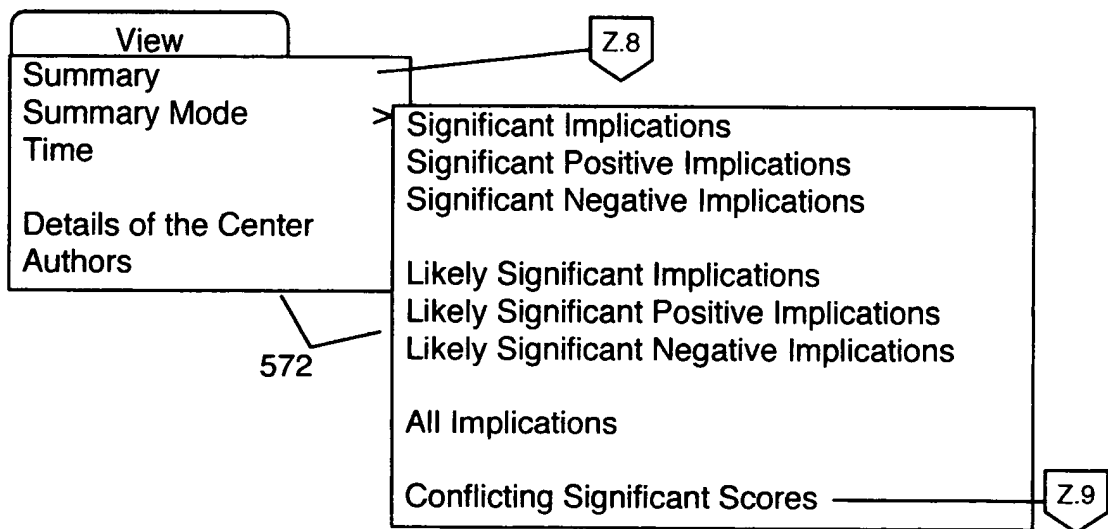 View
Z.8
Summary
Summary Mode
>
Time
Details of the Center
Authors
572
Significant Implications
Significant Positive Implications
Significant Negative Implications
Likely Significant Implications
Likely Significant Positive Implications
Likely Significant Negative Implications
All Implications
Conflicting Significant Scores
Z.9